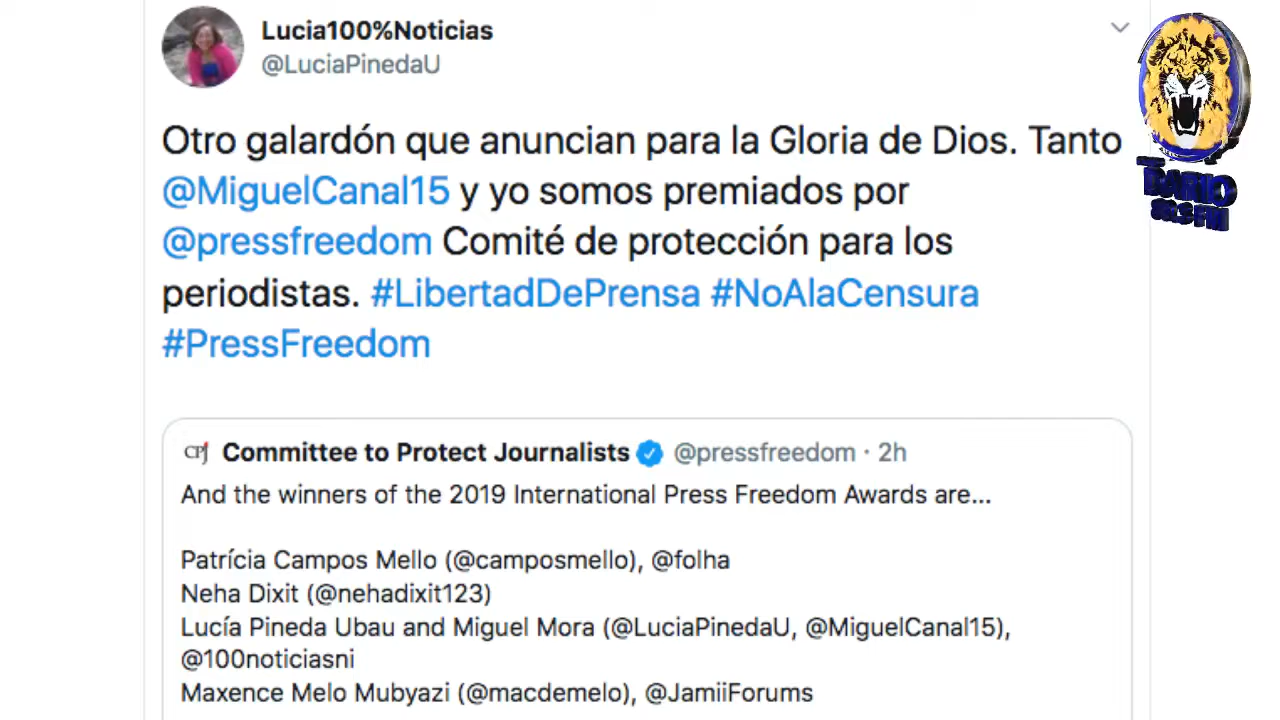 Lucia100%Noticias
@LuciaPinedaU
Otro galardón que anuncian para la Gloria de Dios. Tanto
@MiguelCanal15 y yo somos premiados por
@pressfreedom Comité de protección para los
periodistas. #LibertadDePrensa #NoAlaCensura
#PressFreedom
CPJ Committee to Protect Journalists @pressfreedom · 2h
And the winners of the 2019 International Press Freedom Awards are...
Patrícia Campos Mello (@camposmello), @folha
Neha Dixit (@nehadixit123)
Lucía Pineda Ubau and Miguel Mora (@LuciaPinedaU, @MiguelCanal15),
@100noticiasni
Maxence Melo Mubyazi (@macdemelo), @JamiiForums
DARIO